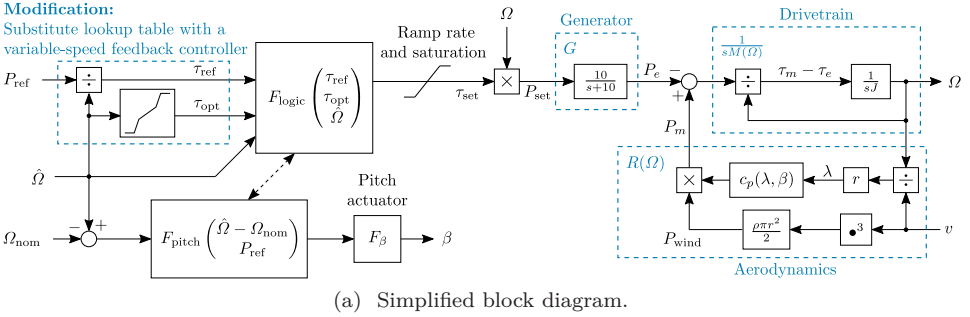 Modification:
Substitute lookup table with a
variable-speed feedback controller
P_ref
÷
τ_ref
τ_opt
F_logic ( τ_ref τ_opt Ω̂ )
Ω̂
Ω_nom
−
+
F_pitch ( Ω̂ − Ω_nom P_ref )
Pitch
actuator
F_β
β
Ramp rate
and saturation
τ_set
Ω
×
P_set
Generator
G
10/(s+10)
P_e
−
+
P_m
Drivetrain
1/(sM(Ω))
÷
τ_m − τ_e
1/(sJ)
Ω
R(Ω)
×
c_p(λ, β)
λ
r
÷
P_wind
ρπr²/2
•³
v
Aerodynamics
(a) Simplified block diagram.